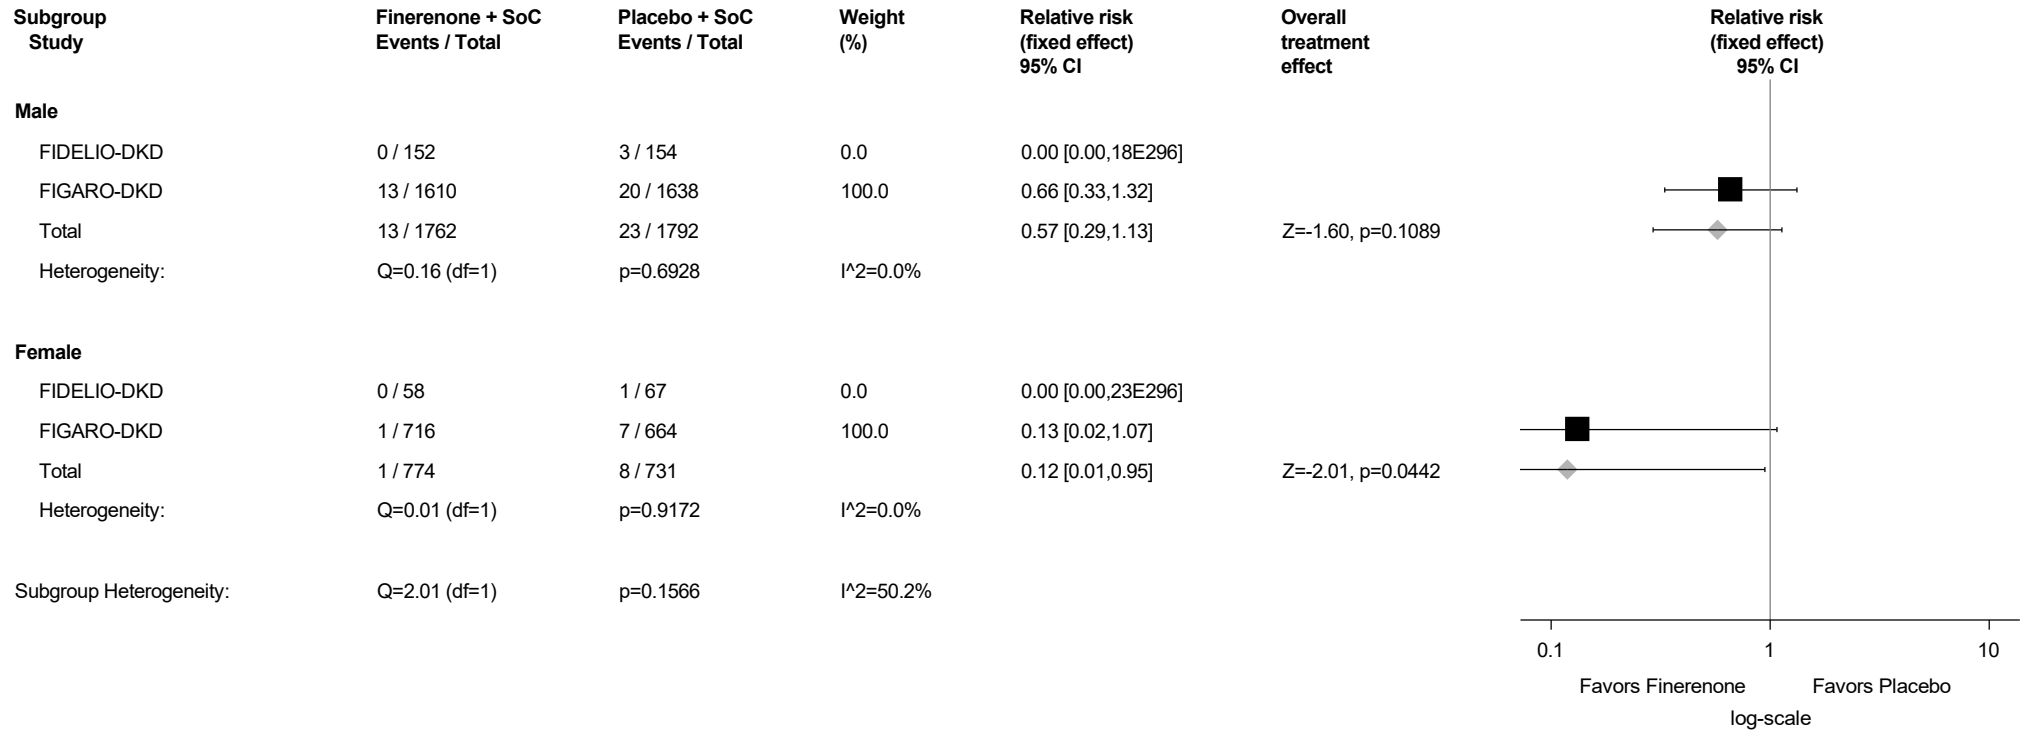 Subgroup Finerenone + SoC Placebo + SoC Weight Relative risk Overall Relative risk
Study Events / Total Events / Total (%) (fixed effect) treatment (fixed effect)
95% CI effect 95% CI
Male
FIDELIO-DKD 0 / 152 3 / 154 0.0 0.00 [0.00,18E296]
FIGARO-DKD 13 / 1610 20 / 1638 100.0 0.66 [0.33,1.32]
Total 13 / 1762 23 / 1792 0.57 [0.29,1.13] Z=-1.60, p=0.1089
Heterogeneity: Q=0.16 (df=1) p=0.6928 I^2=0.0%
Female
FIDELIO-DKD 0 / 58 1 / 67 0.0 0.00 [0.00,23E296]
FIGARO-DKD 1 / 716 7 / 664 100.0 0.13 [0.02,1.07]
Total 1 / 774 8 / 731 0.12 [0.01,0.95] Z=-2.01, p=0.0442
Heterogeneity: Q=0.01 (df=1) p=0.9172 I^2=0.0%
Subgroup Heterogeneity: Q=2.01 (df=1) p=0.1566 I^2=50.2%
0.1 1 10
Favors Finerenone Favors Placebo
log-scale